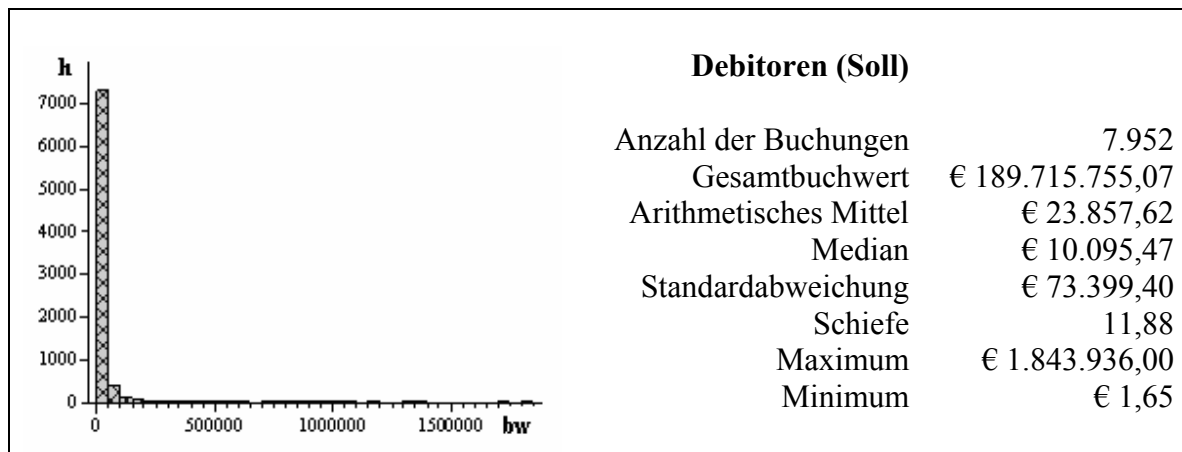 h
7000
6000
5000
4000
3000
2000
1000
0
0 500000 1000000 1500000 bw
Debitoren (Soll)
Anzahl der Buchungen 7.952
Gesamtbuchwert € 189.715.755,07
Arithmetisches Mittel € 23.857,62
Median € 10.095,47
Standardabweichung € 73.399,40
Schiefe 11,88
Maximum € 1.843.936,00
Minimum € 1,65